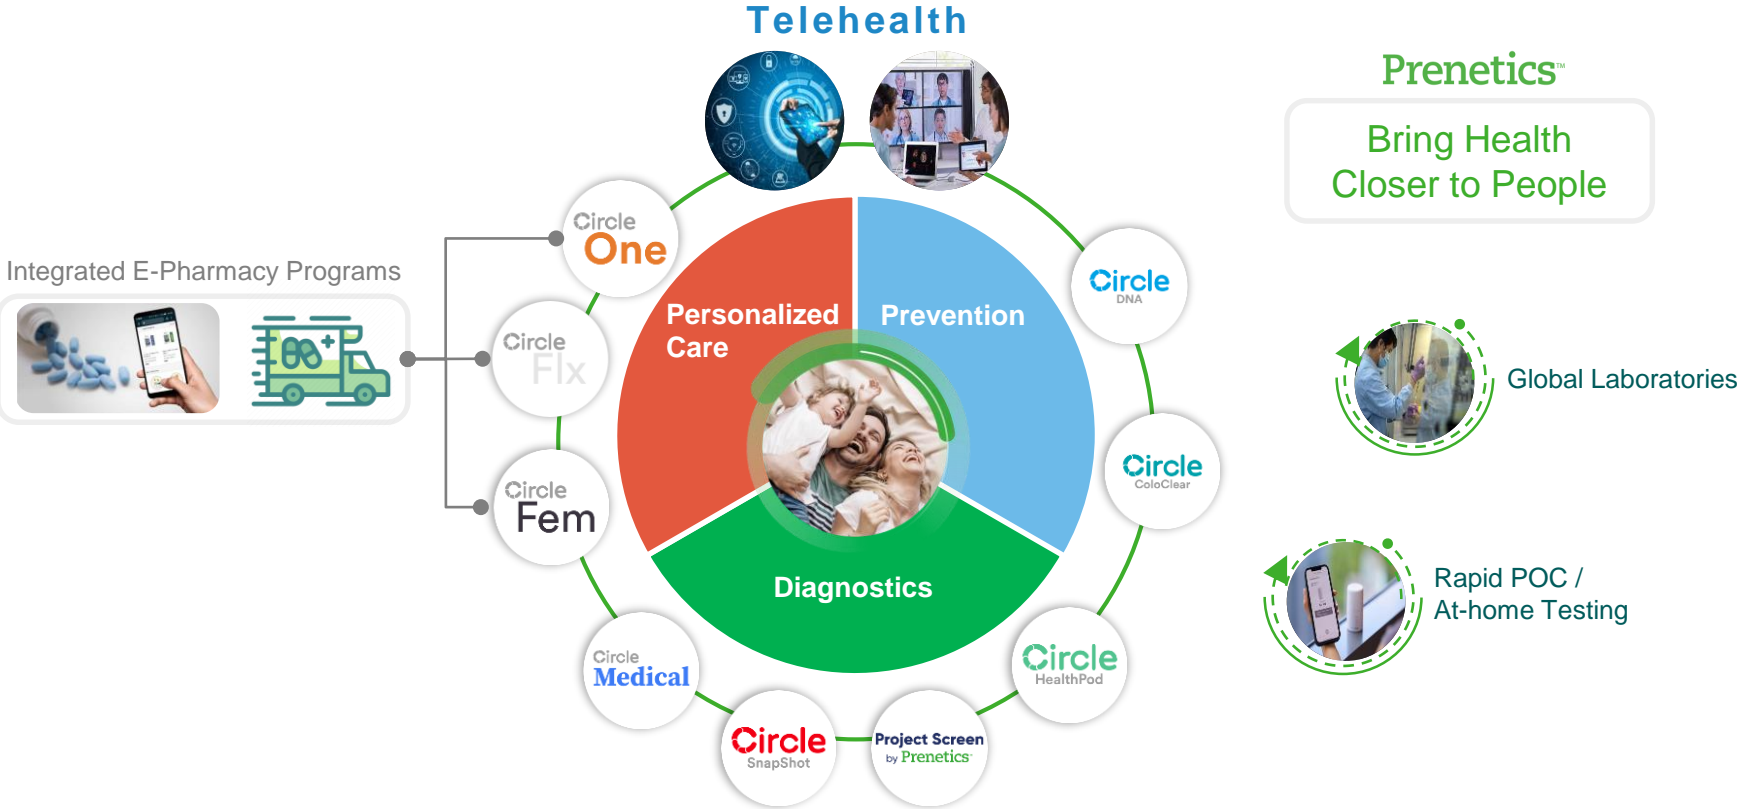 Telehealth
Prenetics™
Bring Health
Closer to People
Integrated E-Pharmacy Programs
Circle
One
Circle
Flx
Circle
Fem
Personalized
Care
Prevention
Diagnostics
Circle
DNA
Circle
ColoClear
Circle
HealthPod
Project Screen
by Prenetics
Circle
SnapShot
Circle
Medical
Global Laboratories
Rapid POC /
At-home Testing